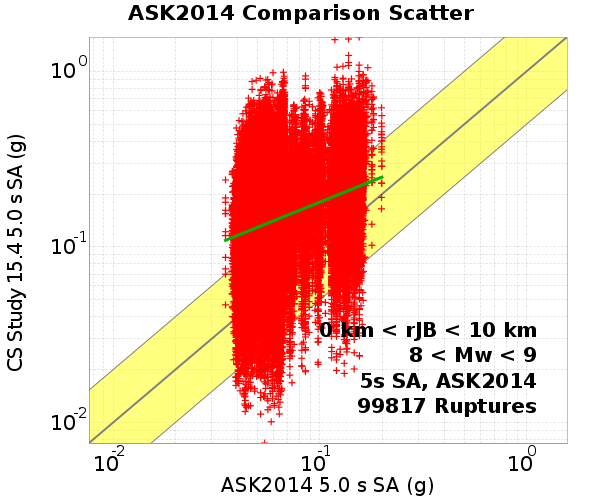 ASK2014 Comparison Scatter
CS Study 15.4 5.0 s SA (g)
10^0
10^-1
10^-2
0 km < rJB < 10 km
8 < Mw < 9
5s SA, ASK2014
99817 Ruptures
10^-2
10^-1
10^0
ASK2014 5.0 s SA (g)